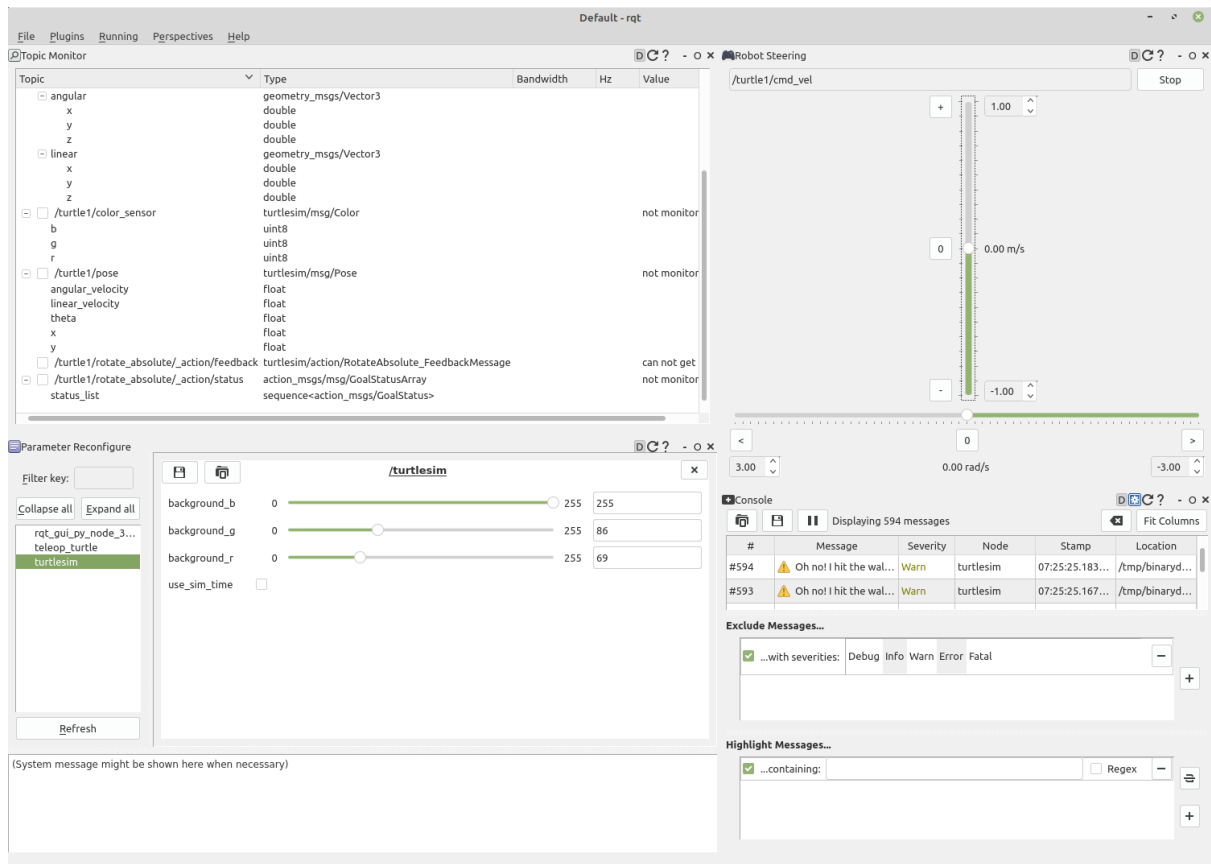 Default - rqt
File Plugins Running Perspectives Help
Topic Monitor
D C ? - O ×
Topic Type Bandwidth Hz Value
angular geometry_msgs/Vector3
x double
y double
z double
linear geometry_msgs/Vector3
x double
y double
z double
/turtle1/color_sensor turtlesim/msg/Color not monitor
b uint8
g uint8
r uint8
/turtle1/pose turtlesim/msg/Pose not monitor
angular_velocity float
linear_velocity float
theta float
x float
y float
/turtle1/rotate_absolute/_action/feedback turtlesim/action/RotateAbsolute_FeedbackMessage can not get
/turtle1/rotate_absolute/_action/status action_msgs/msg/GoalStatusArray not monitor
status_list sequence<action_msgs/GoalStatus>
Robot Steering
D C ? - O ×
/turtle1/cmd_vel Stop
+ 1.00
0 0.00 m/s
- -1.00
< 0 >
3.00 0.00 rad/s -3.00
Parameter Reconfigure
D C ? - O ×
Filter key:
Collapse all Expand all
rqt_gui_py_node_3...
teleop_turtle
turtlesim
Refresh
/turtlesim ×
background_b 0 255 255
background_g 0 255 86
background_r 0 255 69
use_sim_time
(System message might be shown here when necessary)
Console
D C ? - O ×
Displaying 594 messages Fit Columns
# Message Severity Node Stamp Location
#594 Oh no! I hit the wal... Warn turtlesim 07:25:25.183... /tmp/binaryd...
#593 Oh no! I hit the wal... Warn turtlesim 07:25:25.167... /tmp/binaryd...
Exclude Messages...
...with severities: Debug Info Warn Error Fatal −
+
Highlight Messages...
...containing: Regex −
+